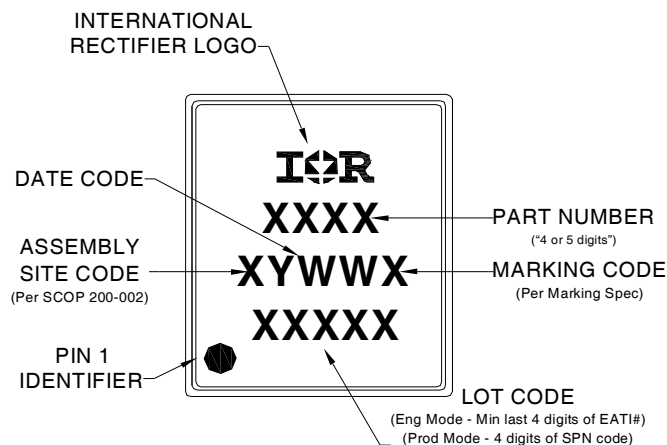 INTERNATIONAL
RECTIFIER LOGO
IOR
DATE CODE
XXXX
PART NUMBER
("4 or 5 digits")
ASSEMBLY
SITE CODE
(Per SCOP 200-002)
XYWWX
MARKING CODE
(Per Marking Spec)
XXXXX
PIN 1
IDENTIFIER
LOT CODE
(Eng Mode - Min last 4 digits of EATI#)
(Prod Mode - 4 digits of SPN code)